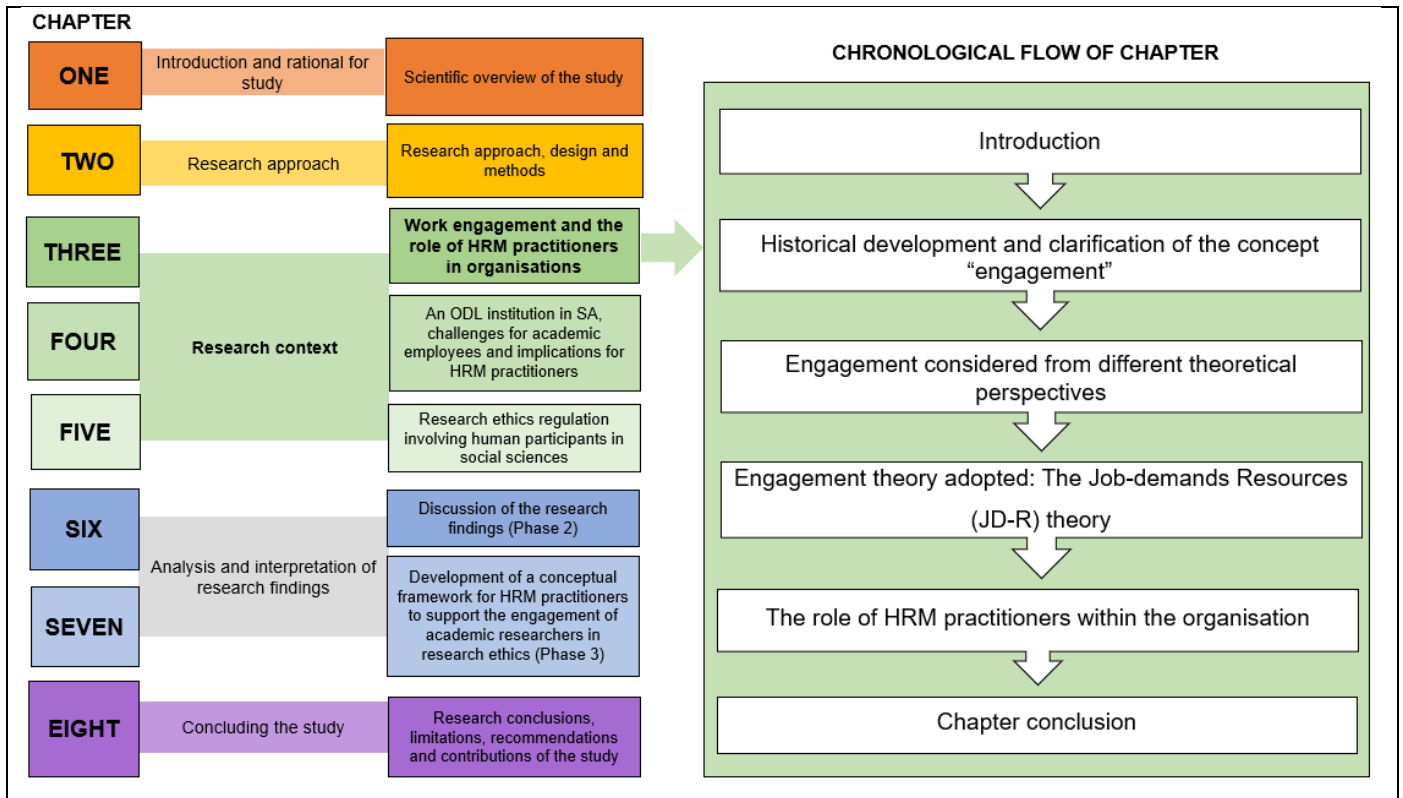 CHAPTER
ONE
Introduction and rational for
study
Scientific overview of the study
TWO
Research approach
Research approach, design and
methods
THREE
Work engagement and the
role of HRM practitioners
in organisations
FOUR
Research context
An ODL institution in SA,
challenges for academic
employees and implications for
HRM practitioners
FIVE
Research ethics regulation
involving human participants in
social sciences
SIX
Discussion of the research
findings (Phase 2)
Analysis and interpretation of
research findings
SEVEN
Development of a conceptual
framework for HRM practitioners
to support the engagement of
academic researchers in
research ethics (Phase 3)
EIGHT
Concluding the study
Research conclusions,
limitations, recommendations
and contributions of the study
CHRONOLOGICAL FLOW OF CHAPTER
Introduction
Historical development and clarification of the concept
“engagement”
Engagement considered from different theoretical
perspectives
Engagement theory adopted: The Job-demands Resources
(JD-R) theory
The role of HRM practitioners within the organisation
Chapter conclusion